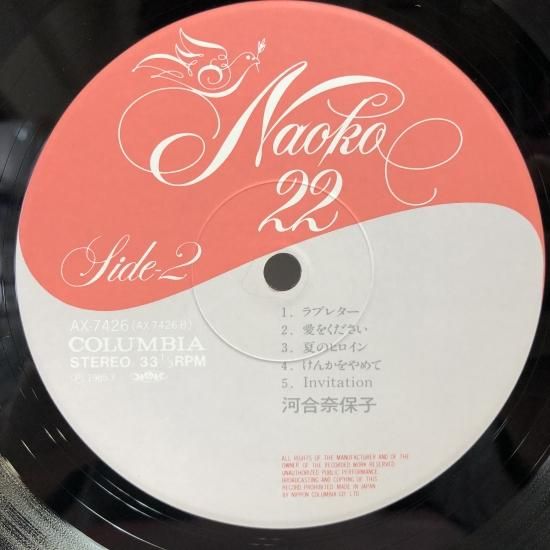 Naoko
22
Side-2
AX-7426 (AX-7426 B)
COLUMBIA
STEREO/33⅓RPM
Ⓟ 1985.7
1. ラブレター
2. 愛をください
3. 夏のヒロイン
4. けんかをやめて
5. Invitation
河合奈保子
ALL RIGHTS OF THE MANUFACTURER AND OF THE
OWNER OF THE RECORDED WORK RESERVED.
UNAUTHORIZED PUBLIC PERFORMANCE,
BROADCASTING AND COPYING OF THIS
RECORD PROHIBITED. MADE IN JAPAN
BY NIPPON COLUMBIA CO. LTD.